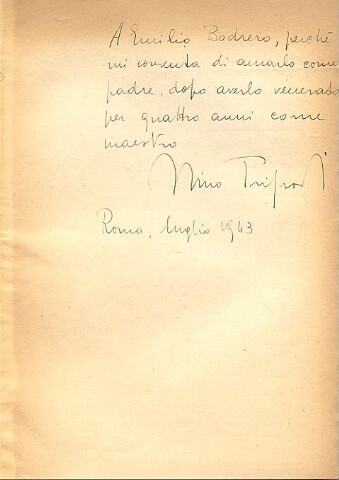 A Emilio Bodrero, perchè
mi consenta di amarlo come
padre, dopo averlo venerato
per quattro anni come
maestro
Nino Tripodi
Roma, luglio 1943